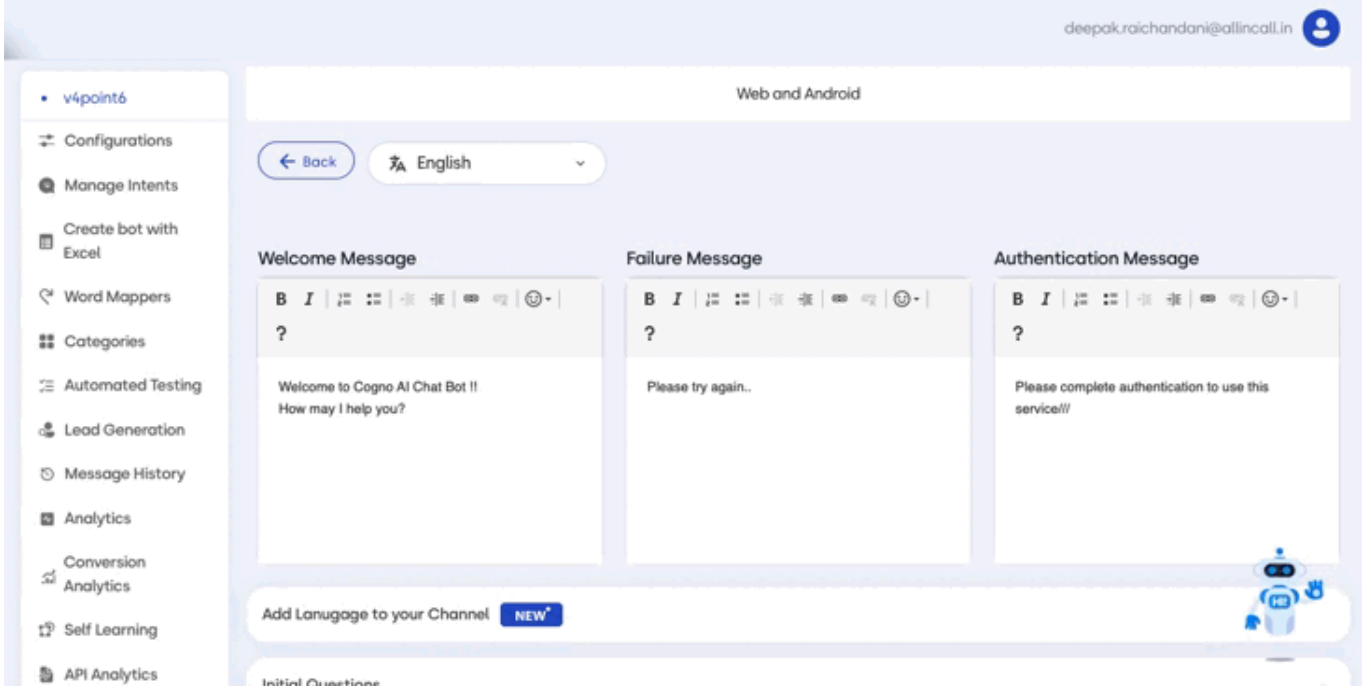 deepak.raichandani@allincall.in
v4point6
Configurations
Manage Intents
Create bot with
Excel
Word Mappers
Categories
Automated Testing
Lead Generation
Message History
Analytics
Conversion
Analytics
Self Learning
API Analytics
Web and Android
Back
English
Welcome Message
B I
?
Welcome to Cogno AI Chat Bot !!
How may I help you?
Failure Message
B I
?
Please try again..
Authentication Message
B I
?
Please complete authentication to use this
service///
Add Lanugage to your Channel NEW
HI!
Initial Questions